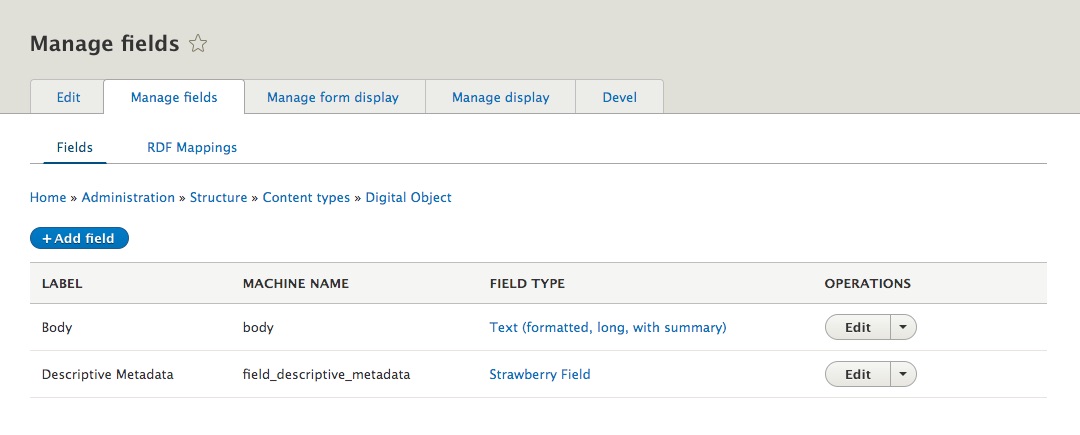 Manage fields
Edit Manage fields Manage form display Manage display Devel
Fields RDF Mappings
Home » Administration » Structure » Content types » Digital Object
+ Add field
LABEL MACHINE NAME FIELD TYPE OPERATIONS
Body body Text (formatted, long, with summary) Edit
Descriptive Metadata field_descriptive_metadata Strawberry Field Edit